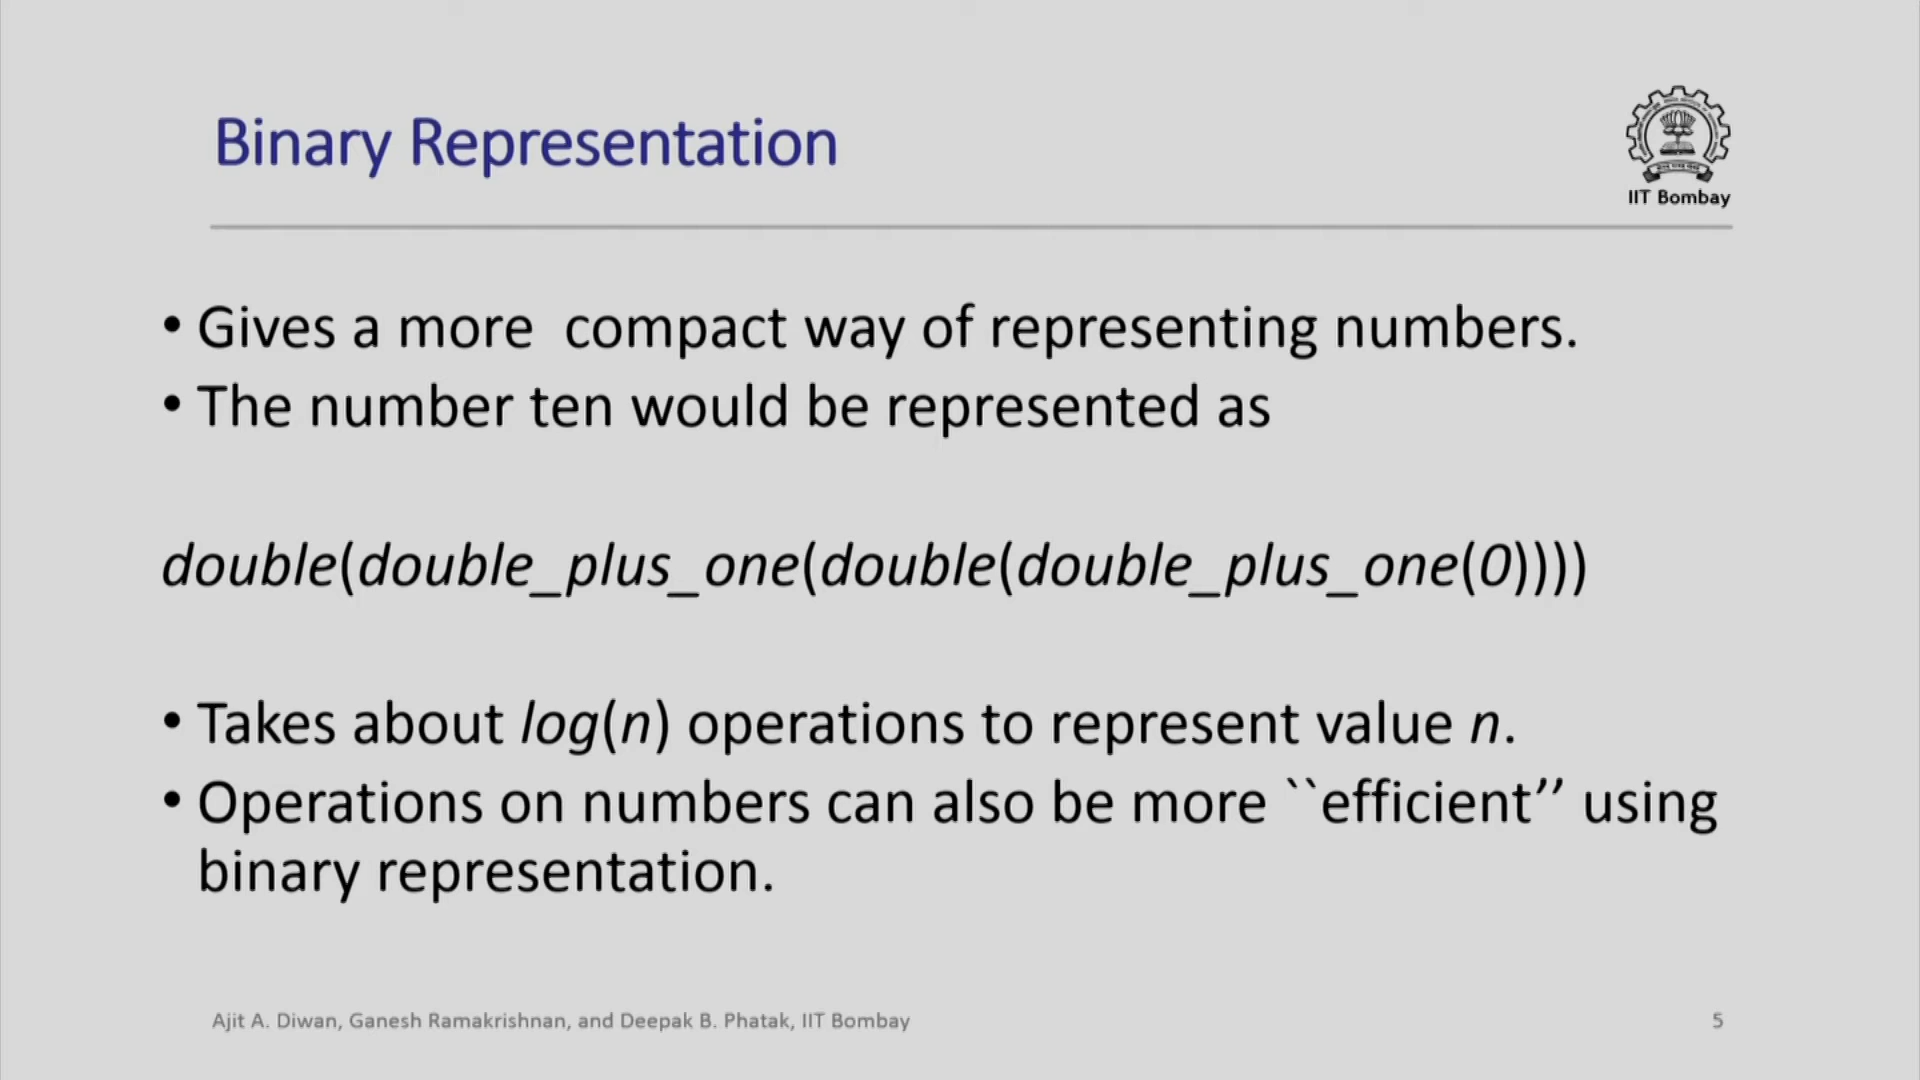 Binary Representation
IIT Bombay
• Gives a more  compact way of representing numbers.
• The number ten would be represented as
double(double_plus_one(double(double_plus_one(0))))
• Takes about log(n) operations to represent value n.
• Operations on numbers can also be more ``efficient’’ using
binary representation.
Ajit A. Diwan, Ganesh Ramakrishnan, and Deepak B. Phatak, IIT Bombay
5